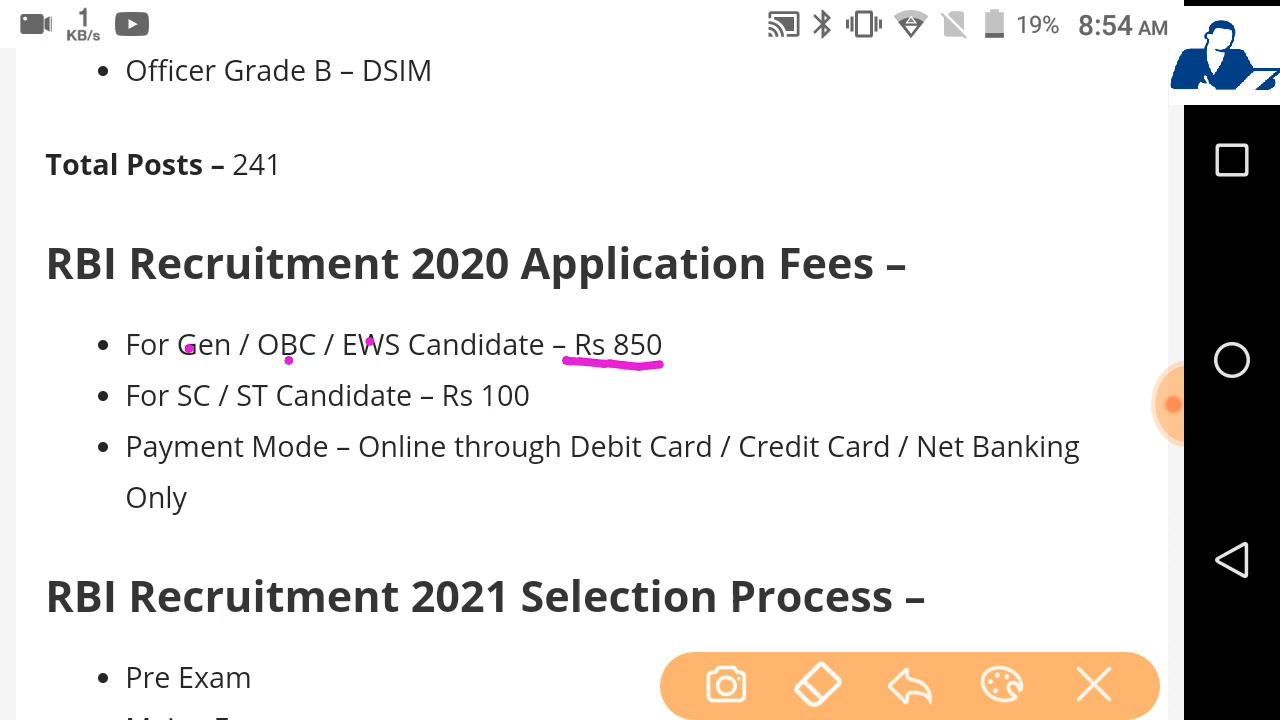 1
KB/s
19% 8:54 AM
• Officer Grade B – DSIM
Total Posts – 241
RBI Recruitment 2020 Application Fees –
• For Gen / OBC / EWS Candidate – Rs 850
• For SC / ST Candidate – Rs 100
• Payment Mode – Online through Debit Card / Credit Card / Net Banking
Only
RBI Recruitment 2021 Selection Process –
• Pre Exam